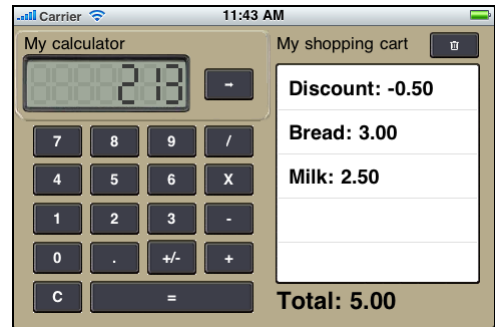 Carrier 11:43 AM
My calculator
213
→
7 8 9 /
4 5 6 X
1 2 3 -
0 . +/- +
C =
My shopping cart
Discount: -0.50
Bread: 3.00
Milk: 2.50
Total: 5.00